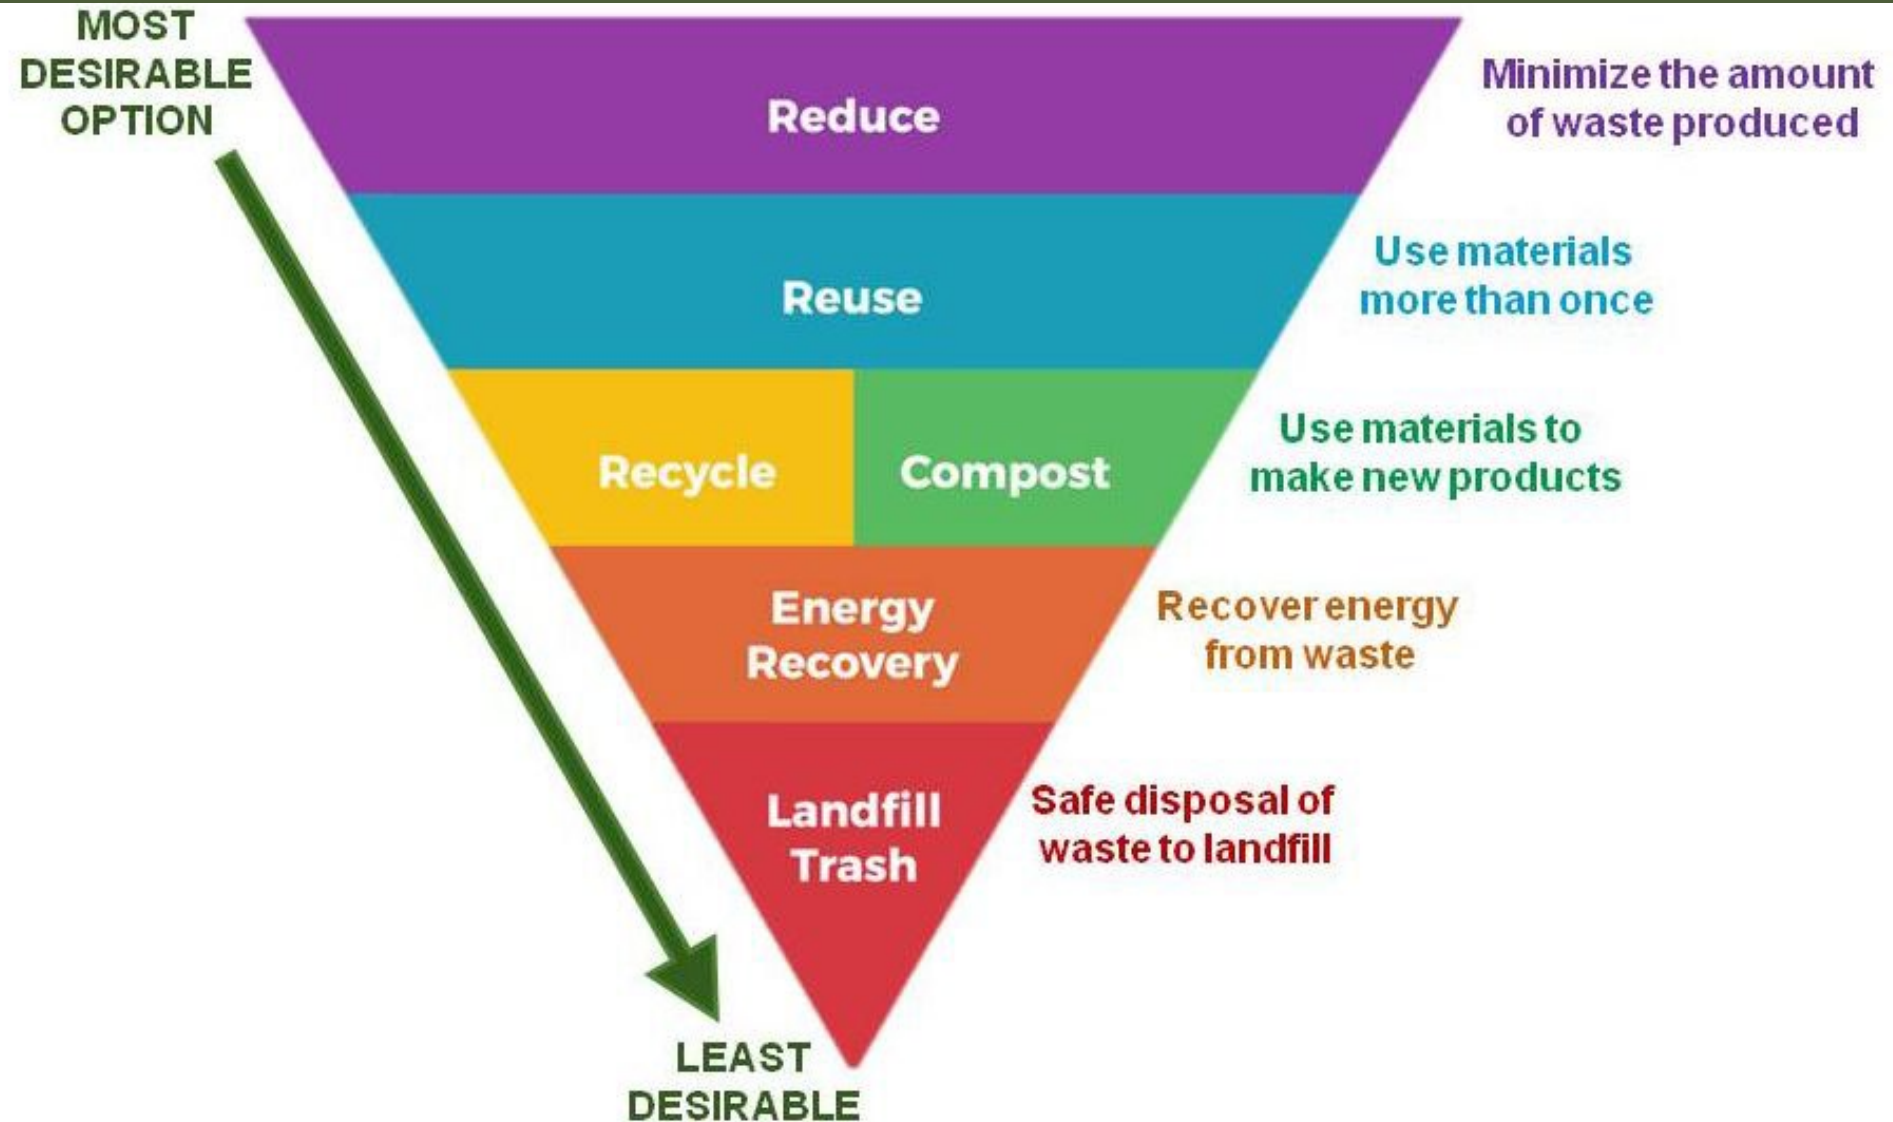 MOST
DESIRABLE
OPTION
Reduce
Minimize the amount
of waste produced
Reuse
Use materials
more than once
Recycle
Compost
Use materials to
make new products
Energy
Recovery
Recover energy
from waste
Landfill
Trash
Safe disposal of
waste to landfill
LEAST
DESIRABLE